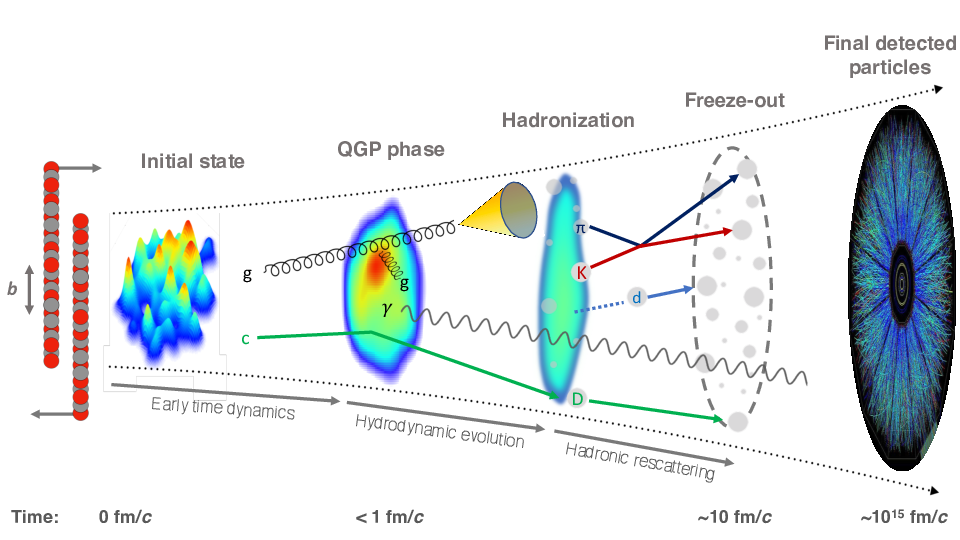 Final detected
particles
Freeze-out
Hadronization
QGP phase
Initial state
π
g
K
g
d
b
γ
c
D
Early time dynamics
Hydrodynamic evolution
Hadronic rescattering
Time: 0 fm/c < 1 fm/c ~10 fm/c ~10¹⁵ fm/c